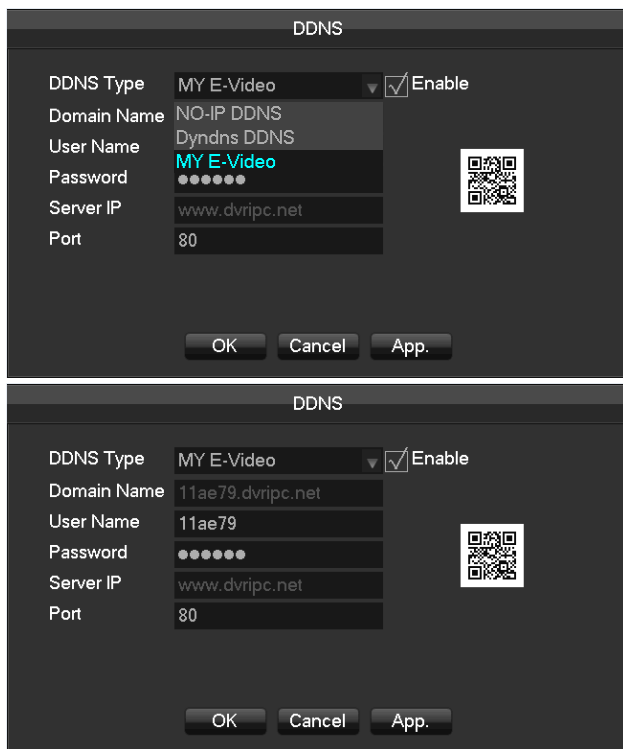 DDNS
DDNS Type MY E-Video Enable
Domain Name NO-IP DDNS
Dyndns DDNS
User Name
MY E-Video
Password ●●●●●●
Server IP www.dvripc.net
Port 80
OK Cancel App.
DDNS
DDNS Type MY E-Video Enable
Domain Name 11ae79.dvripc.net
User Name 11ae79
Password ●●●●●●
Server IP www.dvripc.net
Port 80
OK Cancel App.